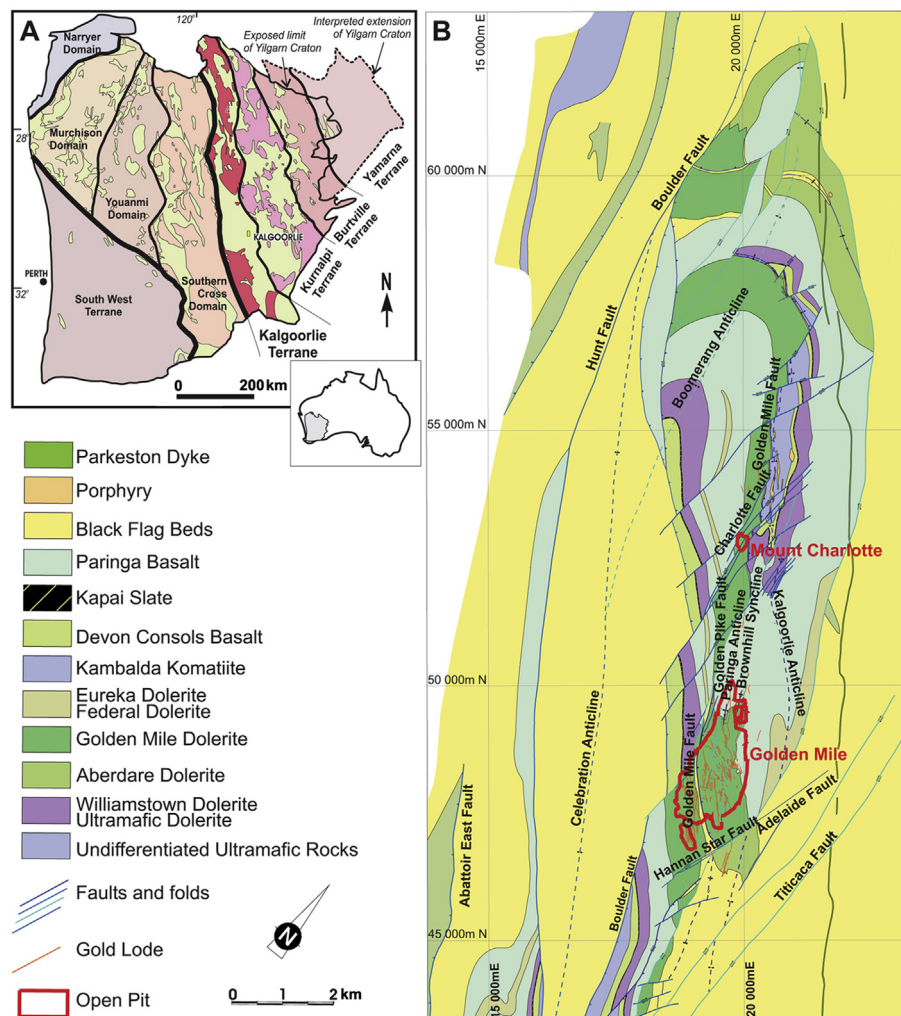 A
120°
Narryer
Domain
Exposed limit
of Yilgarn Craton
Interpreted extension
of Yilgarn Craton
28°
Murchison
Domain
Youanmi
Domain
KALGOORLIE
Yamarna
Terrane
Burtville
Terrane
Kurnalpi
Terrane
PERTH
32°
South West
Terrane
Southern
Cross
Domain
Kalgoorlie
Terrane
N
0 200 km
Parkeston Dyke
Porphyry
Black Flag Beds
Paringa Basalt
Kapai Slate
Devon Consols Basalt
Kambalda Komatiite
Eureka Dolerite
Federal Dolerite
Golden Mile Dolerite
Aberdare Dolerite
Williamstown Dolerite
Ultramafic Dolerite
Undifferentiated Ultramafic Rocks
Faults and folds
Gold Lode
Open Pit
N
0 1 2 km
B
15 000m E
20 000m E
60 000m N
Boulder Fault
Hunt Fault
Boomerang Anticline
Golden Mile Fault
55 000m N
Charlotte Fault
Mount Charlotte
Golden Pike Fault
Paringa Anticline
Brownhill Syncline
Kalgoorlie Anticline
50 000m N
Celebration Anticline
Golden Mile Fault
Golden Mile
Abattoir East Fault
Hannan Star Fault
Adelaide Fault
Boulder Fault
Titicaca Fault
45 000m N
15 000mE
20 000mE